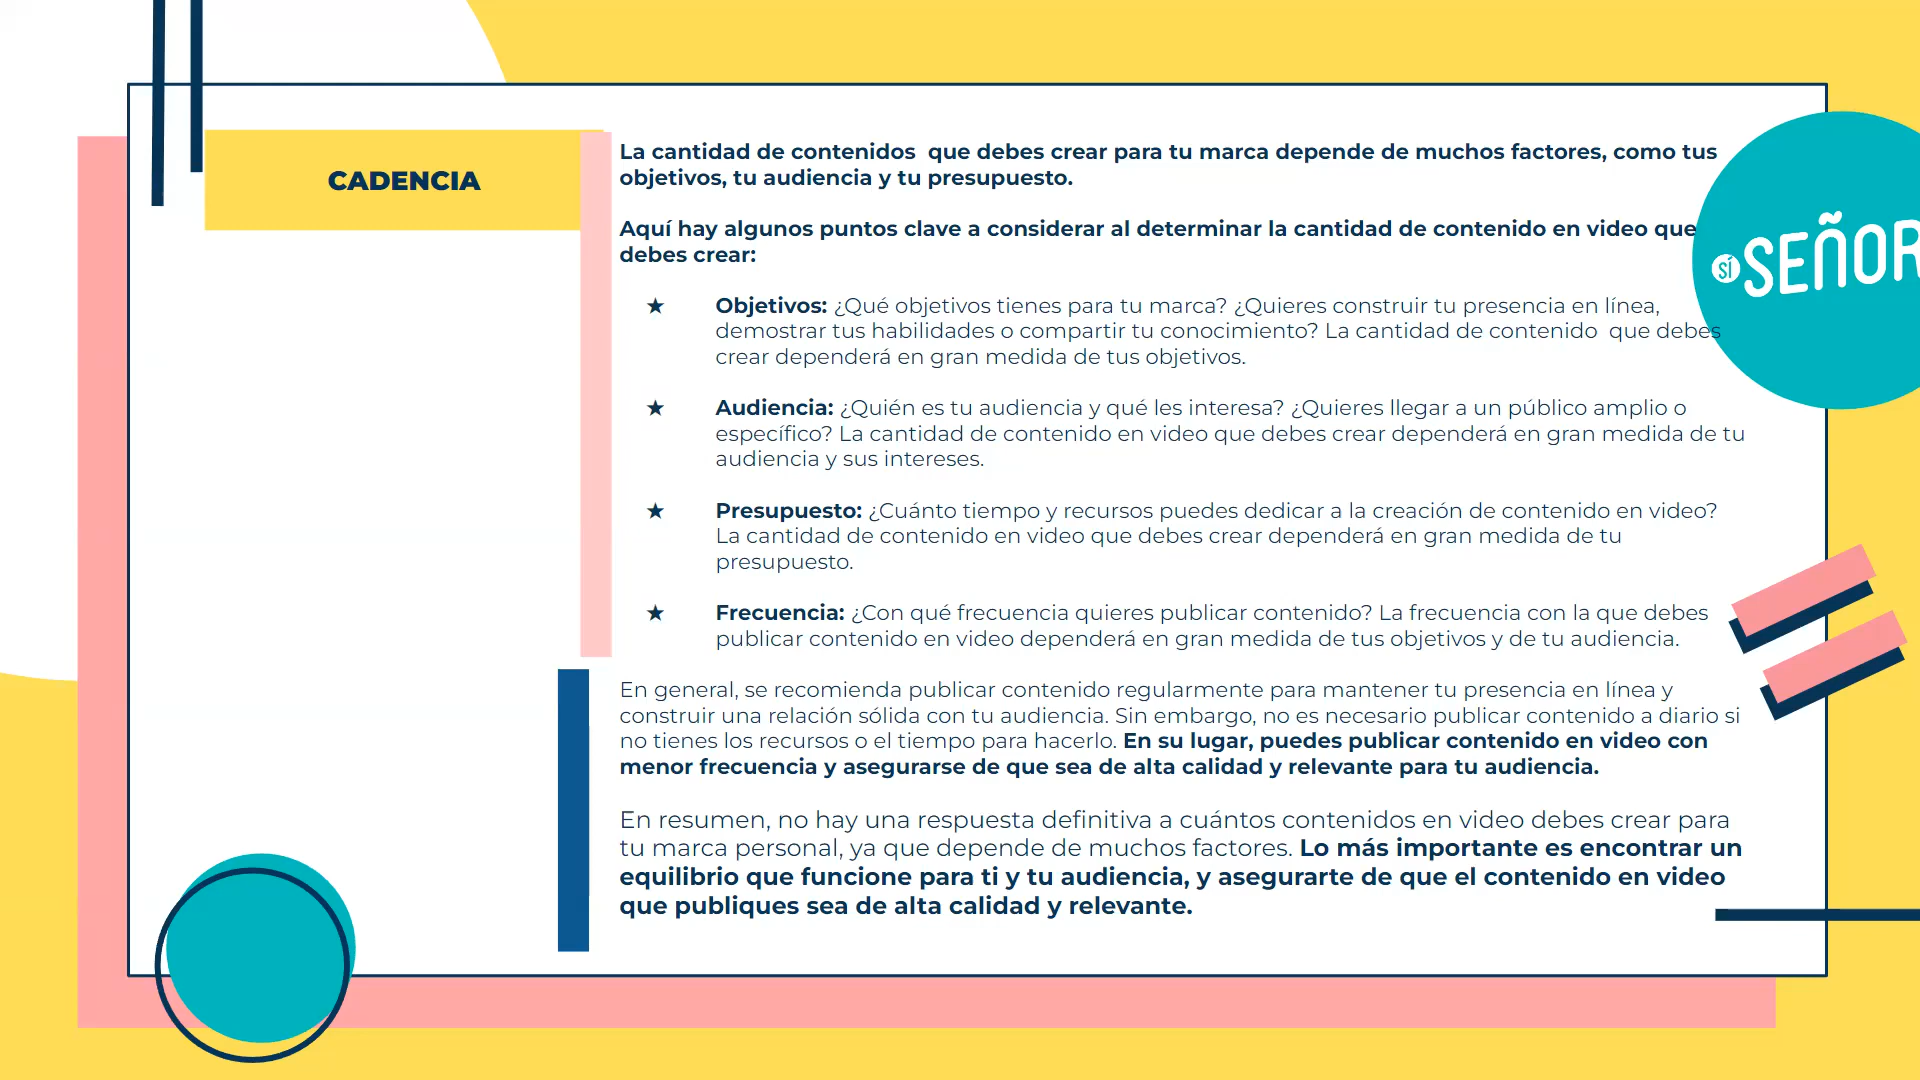 CADENCIA
La cantidad de contenidos  que debes crear para tu marca depende de muchos factores, como tus
objetivos, tu audiencia y tu presupuesto.
Aquí hay algunos puntos clave a considerar al determinar la cantidad de contenido en video que
debes crear:
★ Objetivos: ¿Qué objetivos tienes para tu marca? ¿Quieres construir tu presencia en línea,
demostrar tus habilidades o compartir tu conocimiento? La cantidad de contenido  que debes
crear dependerá en gran medida de tus objetivos.
★ Audiencia: ¿Quién es tu audiencia y qué les interesa? ¿Quieres llegar a un público amplio o
específico? La cantidad de contenido en video que debes crear dependerá en gran medida de tu
audiencia y sus intereses.
★ Presupuesto: ¿Cuánto tiempo y recursos puedes dedicar a la creación de contenido en video?
La cantidad de contenido en video que debes crear dependerá en gran medida de tu
presupuesto.
★ Frecuencia: ¿Con qué frecuencia quieres publicar contenido? La frecuencia con la que debes
publicar contenido en video dependerá en gran medida de tus objetivos y de tu audiencia.
En general, se recomienda publicar contenido regularmente para mantener tu presencia en línea y
construir una relación sólida con tu audiencia. Sin embargo, no es necesario publicar contenido a diario si
no tienes los recursos o el tiempo para hacerlo. En su lugar, puedes publicar contenido en video con
menor frecuencia y asegurarse de que sea de alta calidad y relevante para tu audiencia.
En resumen, no hay una respuesta definitiva a cuántos contenidos en video debes crear para
tu marca personal, ya que depende de muchos factores. Lo más importante es encontrar un
equilibrio que funcione para ti y tu audiencia, y asegurarte de que el contenido en video
que publiques sea de alta calidad y relevante.
SÍ SEÑOR